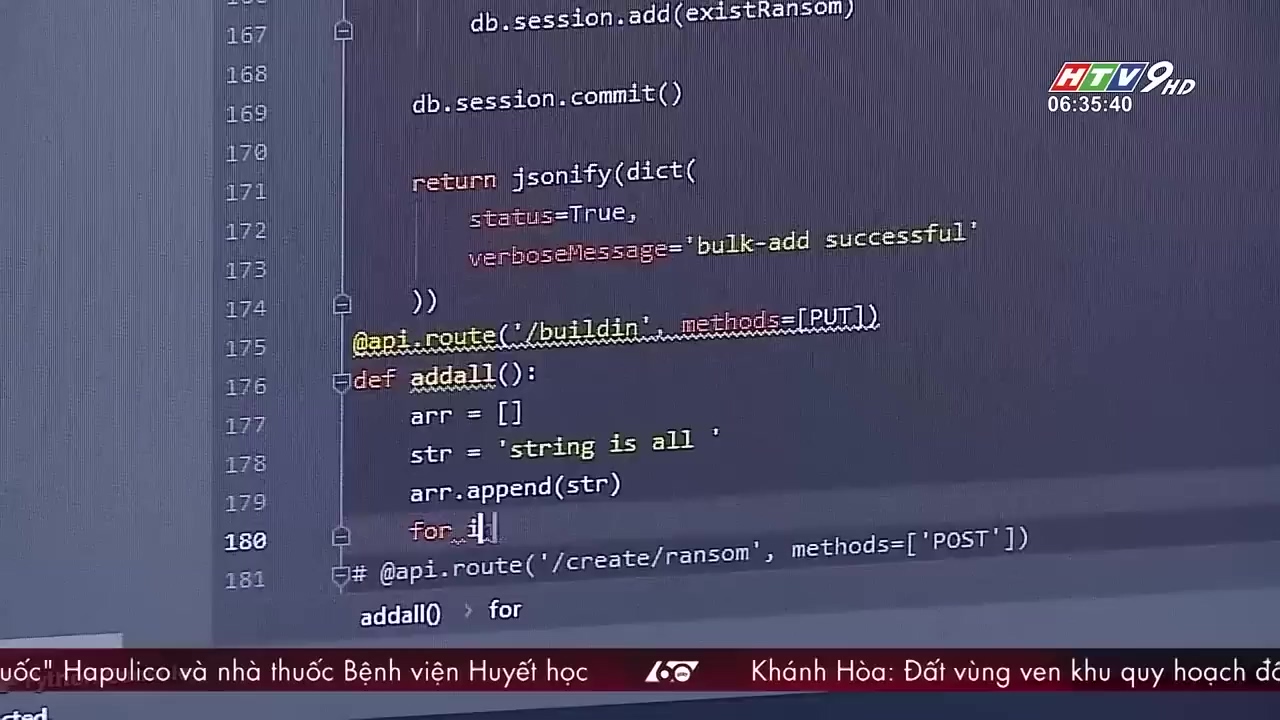 167 db.session.add(existRansom)
168
169 db.session.commit()
170
171 return jsonify(dict(
172 status=True,
173 verboseMessage='bulk-add successful'
174 ))
175 @api.route('/buildin', methods=[PUT])
176 def addall():
177 arr = []
178 str = 'string is all '
179 arr.append(str)
180 for i
181 # @api.route('/create/ransom', methods=['POST'])
addall() › for
HTV9HD
06:35:40
uốc" Hapulico và nhà thuốc Bệnh viện Huyết học 60 Khánh Hòa: Đất vùng ven khu quy hoạch đô
cted